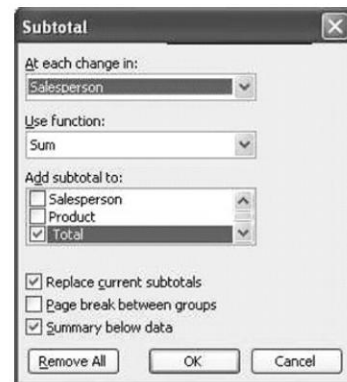 Subtotal
At each change in:
Salesperson
Use function:
Sum
Add subtotal to:
Salesperson
Product
Total
Replace current subtotals
Page break between groups
Summary below data
Remove All OK Cancel